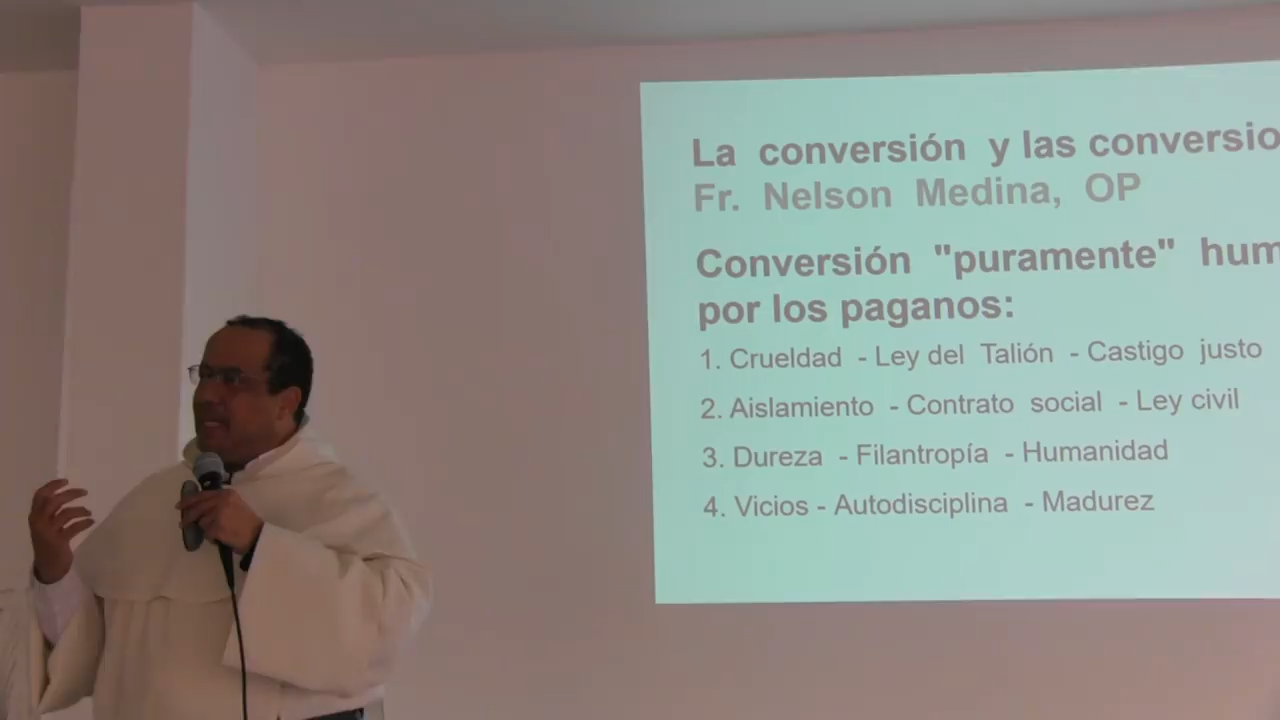 La conversión y las conversio
Fr. Nelson Medina, OP
Conversión "puramente" hum
por los paganos:
1. Crueldad - Ley del Talión - Castigo justo
2. Aislamiento - Contrato social - Ley civil
3. Dureza - Filantropía - Humanidad
4. Vicios - Autodisciplina - Madurez